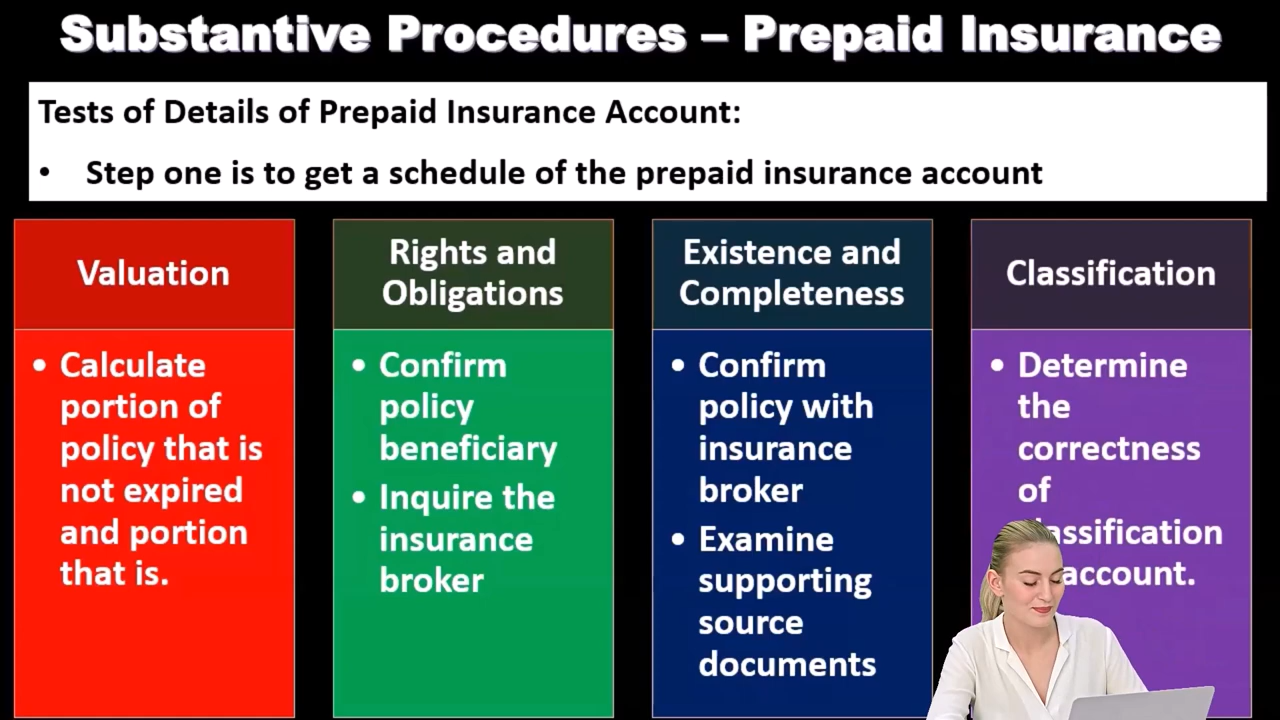 Substantive Procedures – Prepaid Insurance
Tests of Details of Prepaid Insurance Account:
• Step one is to get a schedule of the prepaid insurance account
Valuation
• Calculate
portion of
policy that is
not expired
and portion
that is.
Rights and
Obligations
• Confirm
policy
beneficiary
• Inquire the
insurance
broker
Existence and
Completeness
• Confirm
policy with
insurance
broker
• Examine
supporting
source
documents
Classification
• Determine
the
correctness
of
account.